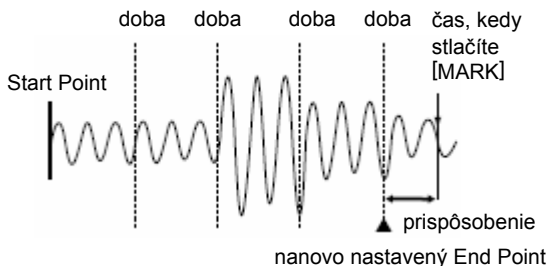 doba doba doba doba čas, kedy
stlačíte
[MARK]
Start Point
prispôsobenie
nanovo nastavený End Point